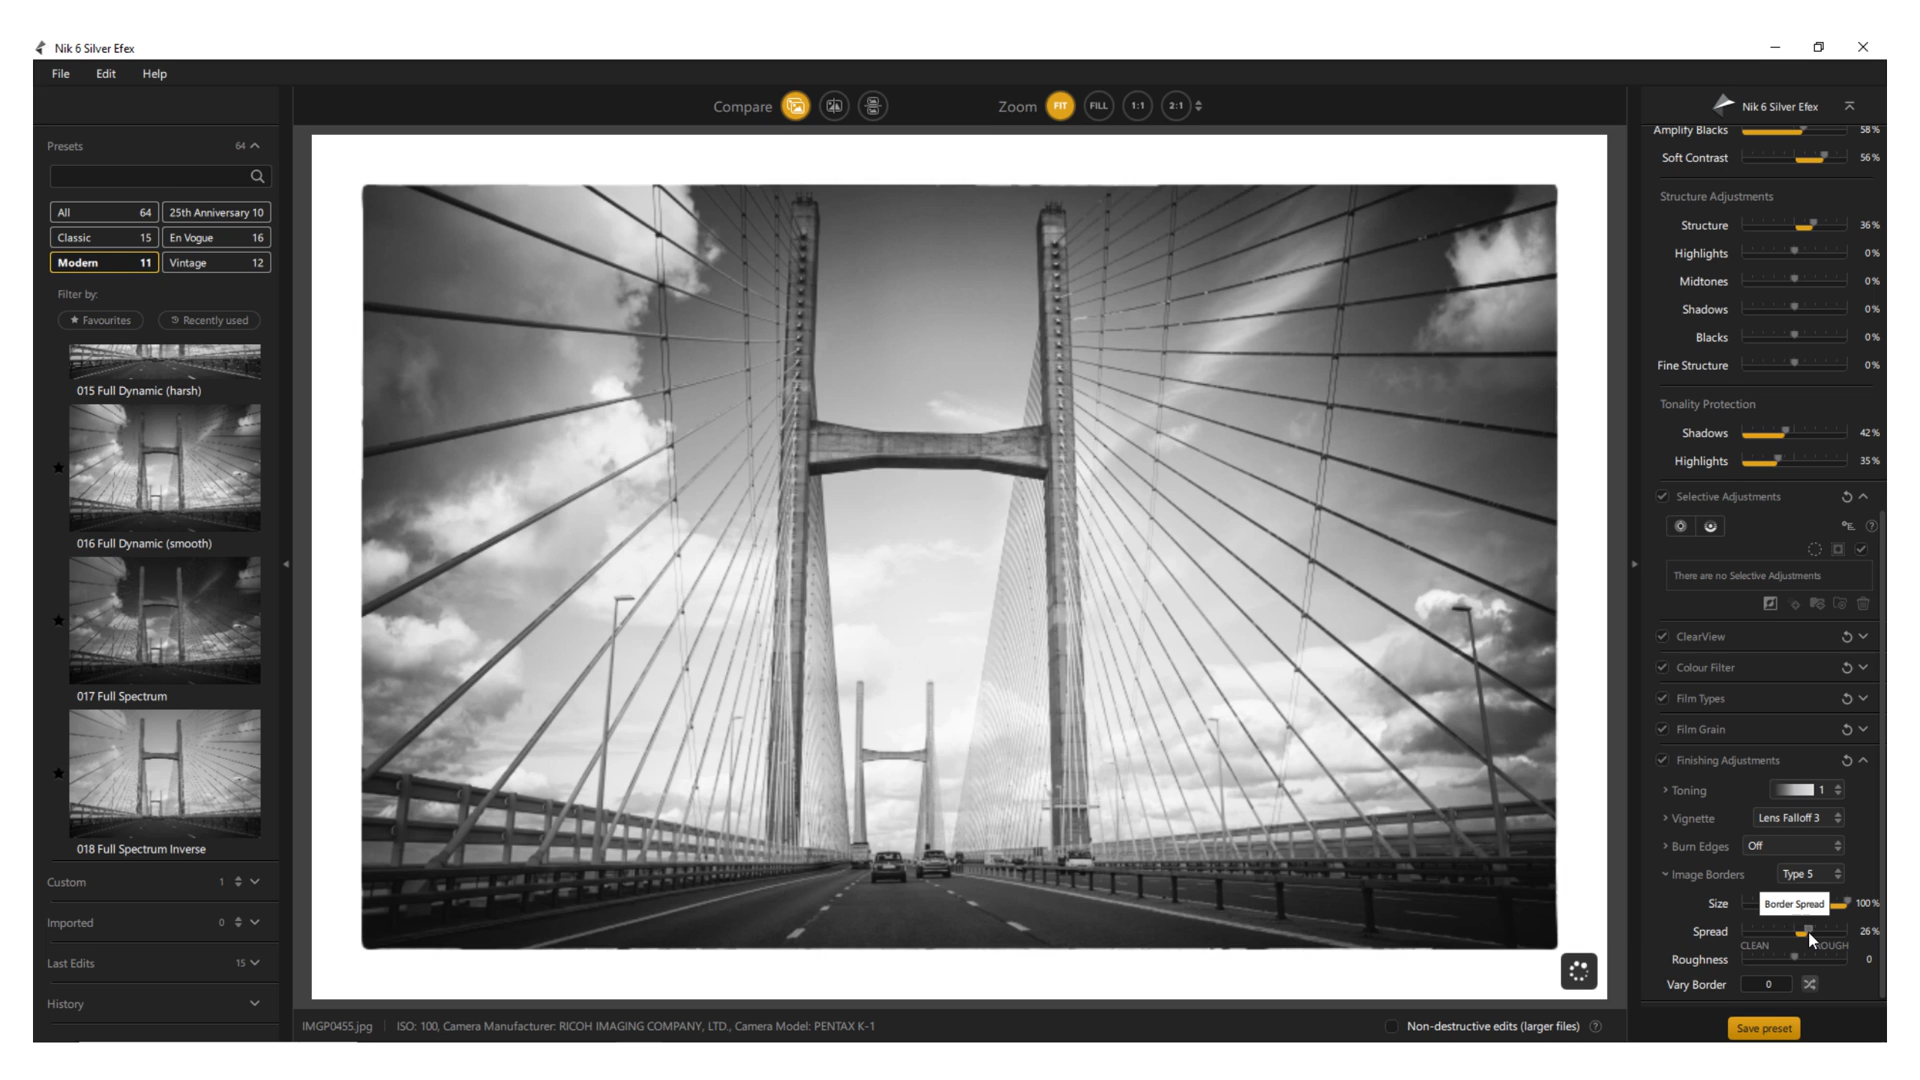 Nik 6 Silver Efex
File Edit Help
Compare
Zoom FIT FILL 1:1 2:1
Nik 6 Silver Efex
Presets 64
All 64
25th Anniversary 10
Classic 15
En Vogue 16
Modern 11
Vintage 12
Filter by:
Favourites
Recently used
015 Full Dynamic (harsh)
016 Full Dynamic (smooth)
017 Full Spectrum
018 Full Spectrum Inverse
Custom 1
Imported 0
Last Edits 15
History
IMGP0455.jpg ISO: 100, Camera Manufacturer: RICOH IMAGING COMPANY, LTD., Camera Model: PENTAX K-1
Non-destructive edits (larger files) ?
Amplify Blacks 58%
Soft Contrast 56%
Structure Adjustments
Structure 36%
Highlights 0%
Midtones 0%
Shadows 0%
Blacks 0%
Fine Structure 0%
Tonality Protection
Shadows 42%
Highlights 35%
Selective Adjustments
?
There are no Selective Adjustments
ClearView
Colour Filter
Film Types
Film Grain
Finishing Adjustments
Toning 1
Vignette Lens Falloff 3
Burn Edges Off
Image Borders Type 5
Size Border Spread 100%
Spread 26%
CLEAN OUGH
Roughness 0
Vary Border 0
Save preset